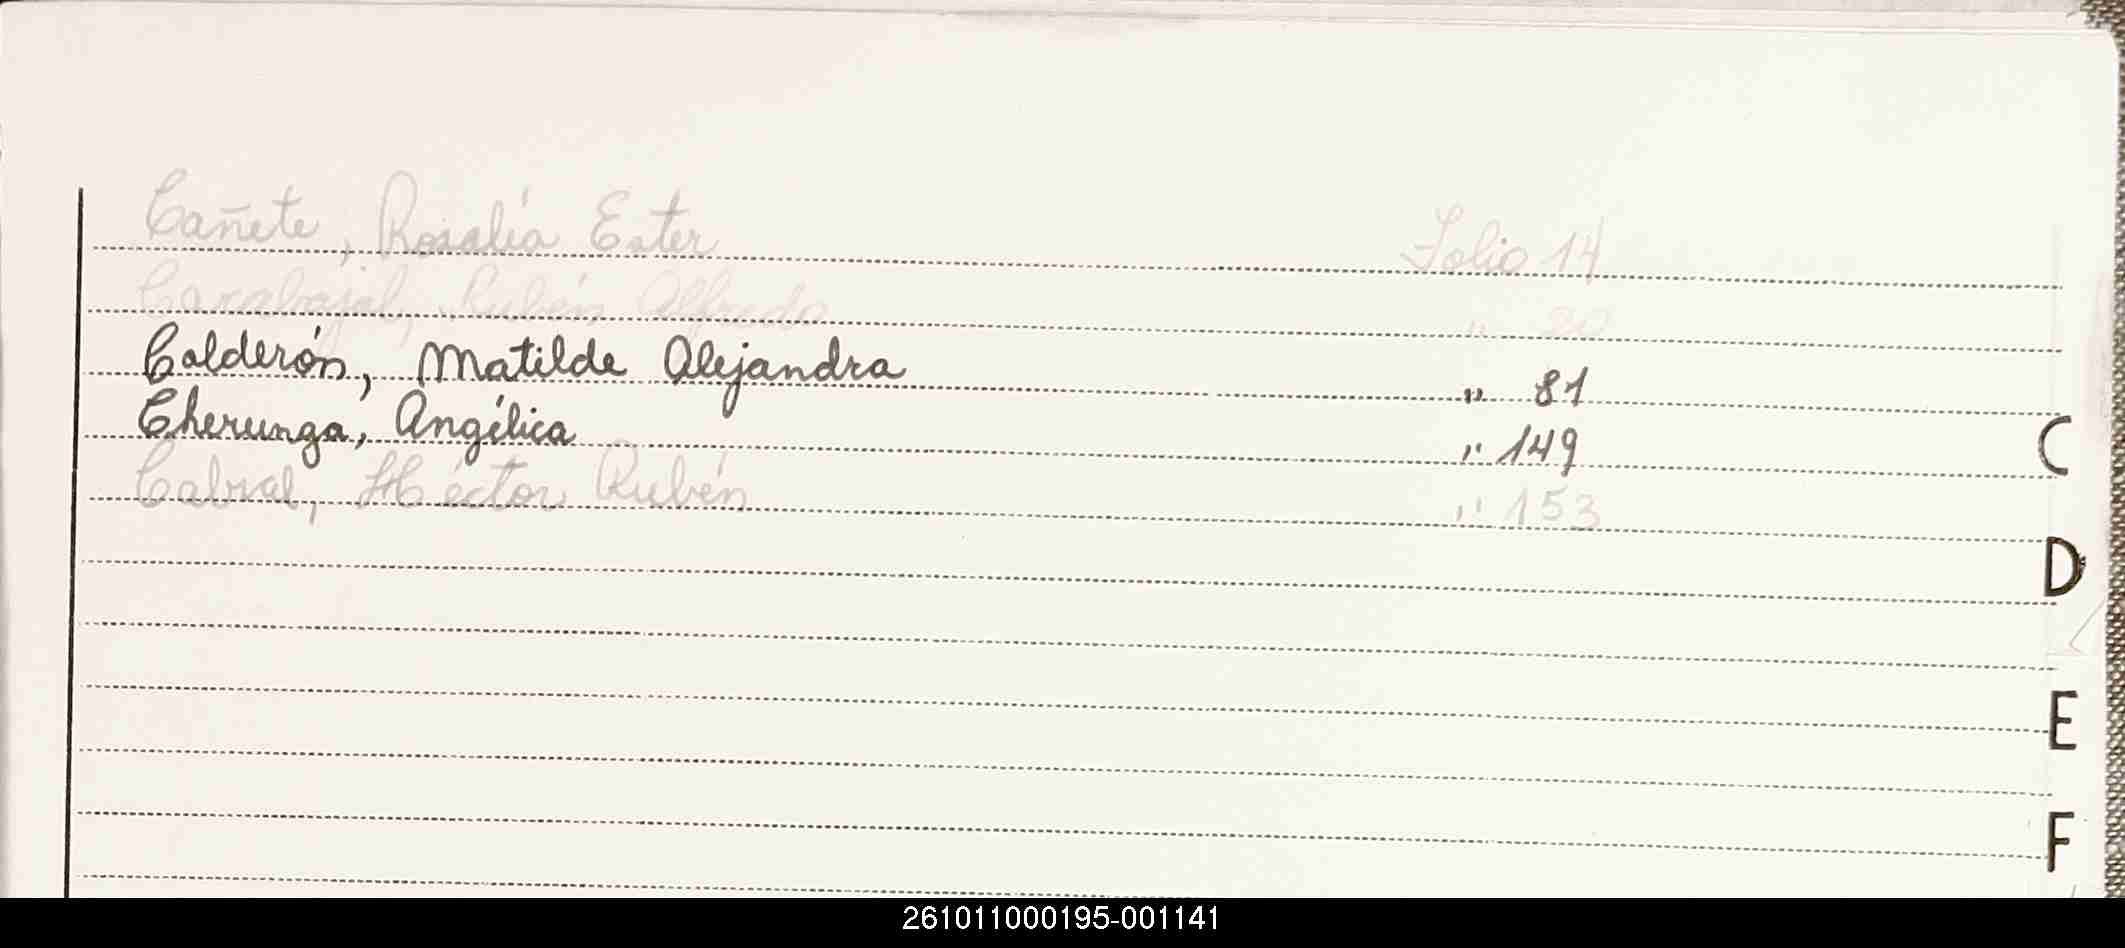 Cañete, Rosalía Ester Folio 14
Carabajal, Rubén Alfredo " 20
Calderón, Matilde Alejandra " 81
Cherunga, Angélica " 149
Cabral, Héctor Rubén " 153
C
D
E
F
261011000195-001141